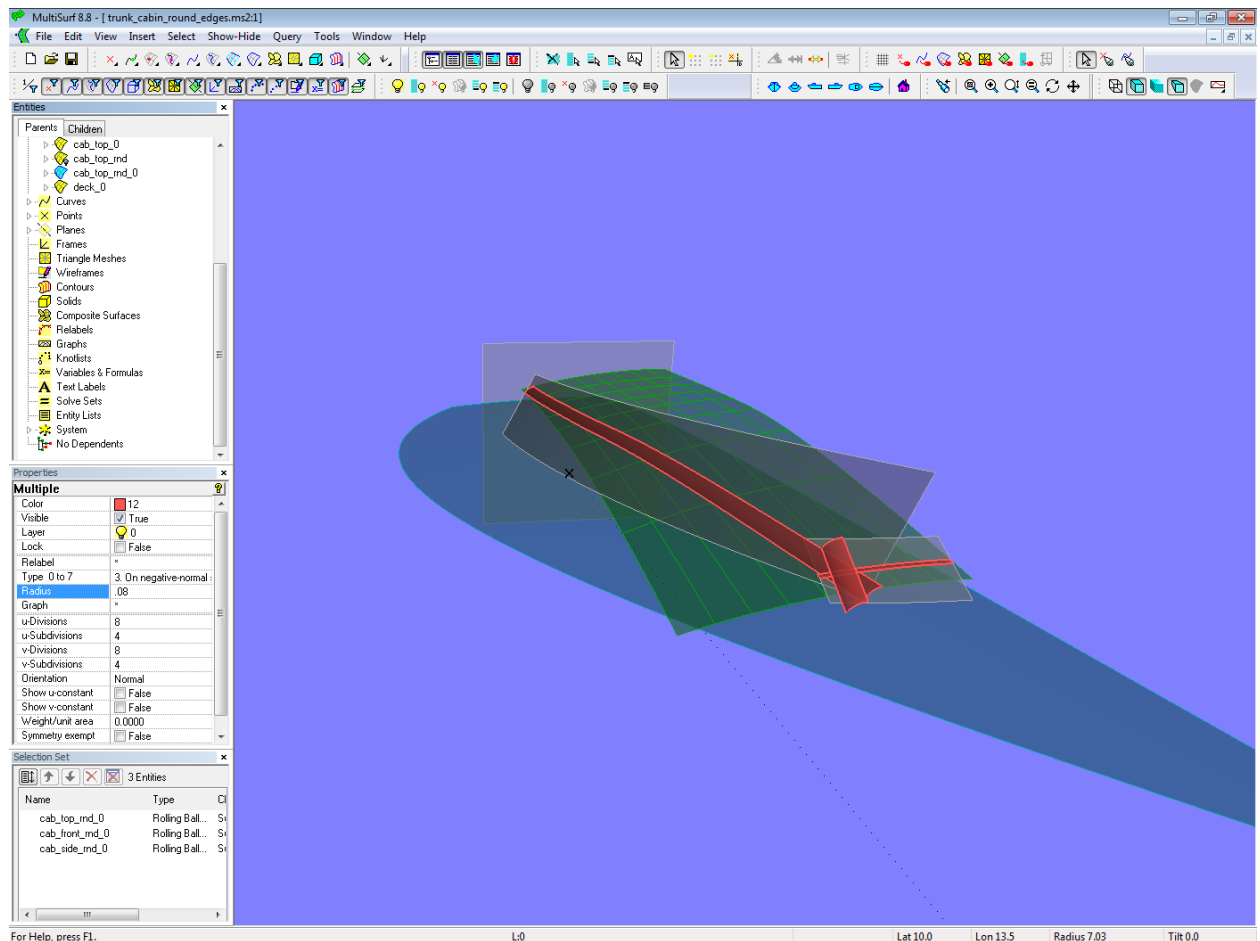 MultiSurf 8.8 - [ trunk_cabin_round_edges.ms2:1]
File Edit View Insert Select Show-Hide Query Tools Window Help
Entities
Parents Children
cab_top_0
cab_top_rnd
cab_top_rnd_0
deck_0
Curves
Points
Planes
Frames
Triangle Meshes
Wireframes
Contours
Solids
Composite Surfaces
Relabels
Graphs
Knotlists
Variables & Formulas
Text Labels
Solve Sets
Entity Lists
System
No Dependents
Properties
Multiple
Color 12
Visible True
Layer 0
Lock False
Relabel *
Type 0 to 7 3. On negative-normal
Radius .08
Graph *
u-Divisions 8
u-Subdivisions 4
v-Divisions 8
v-Subdivisions 4
Orientation Normal
Show u-constant False
Show v-constant False
Weight/unit area 0.0000
Symmetry exempt False
Selection Set
3 Entities
Name Type Cl
cab_top_rnd_0 Rolling Ball... S
cab_front_rnd_0 Rolling Ball... S
cab_side_rnd_0 Rolling Ball... S
For Help, press F1. L:0 Lat 10.0 Lon 13.5 Radius 7.03 Tilt 0.0